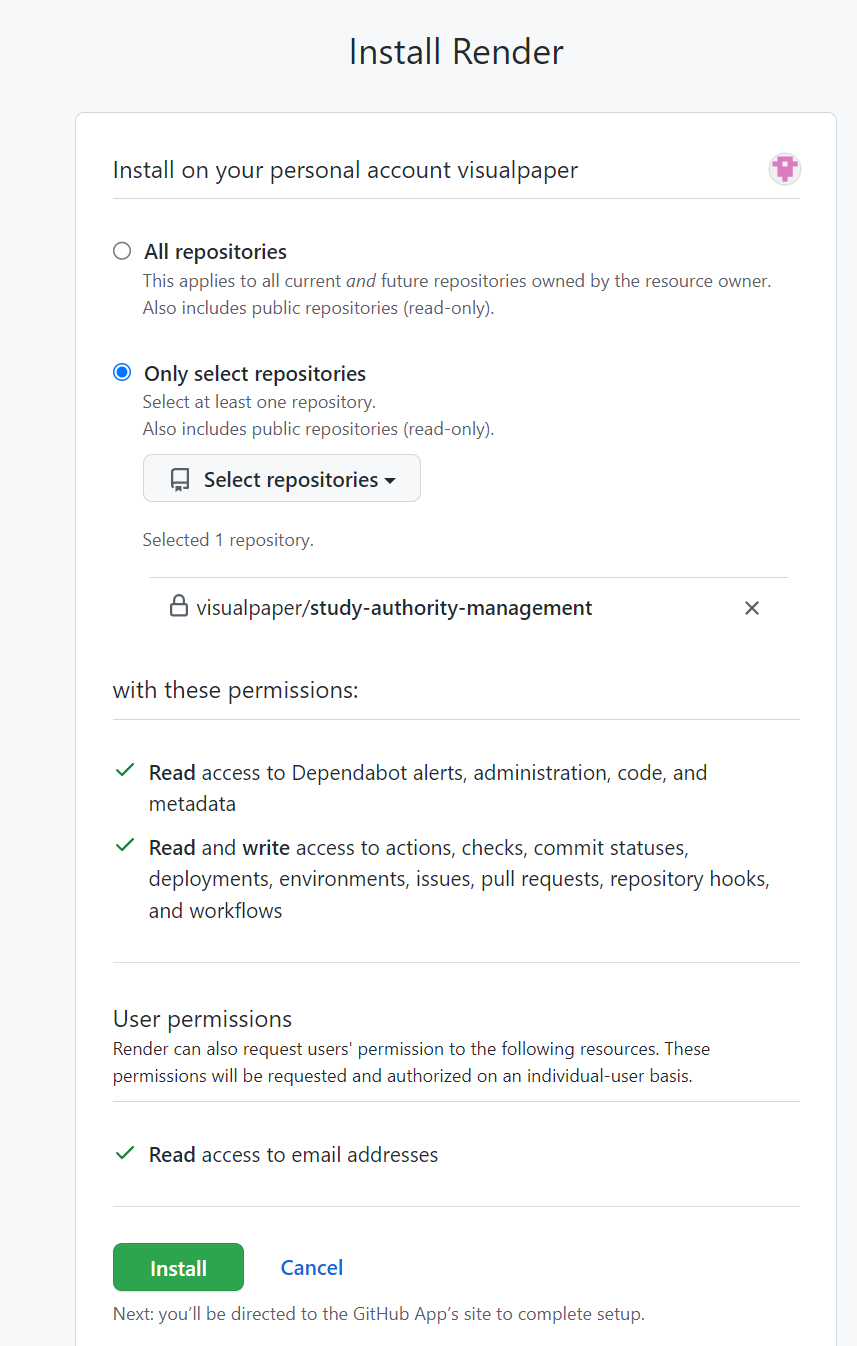 Install Render
Install on your personal account visualpaper
All repositories
This applies to all current and future repositories owned by the resource owner.
Also includes public repositories (read-only).
Only select repositories
Select at least one repository.
Also includes public repositories (read-only).
Select repositories
Selected 1 repository.
visualpaper/study-authority-management
with these permissions:
Read access to Dependabot alerts, administration, code, and
metadata
Read and write access to actions, checks, commit statuses,
deployments, environments, issues, pull requests, repository hooks,
and workflows
User permissions
Render can also request users' permission to the following resources. These
permissions will be requested and authorized on an individual-user basis.
Read access to email addresses
Install Cancel
Next: you’ll be directed to the GitHub App’s site to complete setup.